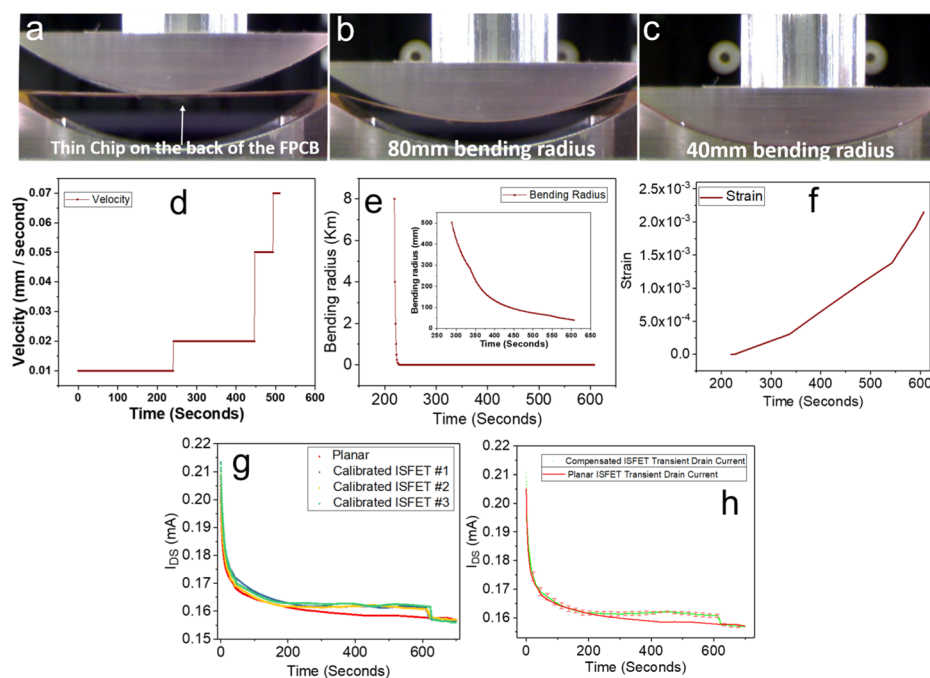 a
b
c
Thin Chip on the back of the FPCB
80mm bending radius
40mm bending radius
d
Velocity
Velocity (mm / second)
0.07
0.06
0.05
0.04
0.03
0.02
0.01
0 100 200 300 400 500 600
Time (Seconds)
e
Bending Radius
Bending radius (Km)
8
6
4
2
0
200 300 400 500 600
Time (Seconds)
Bending radius (mm)
500
400
300
200
100
0
250 300 350 400 450 500 550 600 650
Time (Seconds)
f
Strain
Strain
2.5x10⁻³
2.0x10⁻³
1.5x10⁻³
1.0x10⁻³
5.0x10⁻⁴
0.0
100 200 300 400 500 600
Time (Seconds)
g
Planar
Calibrated ISFET #1
Calibrated ISFET #2
Calibrated ISFET #3
I_DS (mA)
0.22
0.21
0.20
0.19
0.18
0.17
0.16
0.15
0 200 400 600
Time (Seconds)
h
Compensated ISFET Transient Drain Current
Planar ISFET Transient Drain Current
I_DS (mA)
0.22
0.21
0.20
0.19
0.18
0.17
0.16
0 200 400 600
Time (Seconds)